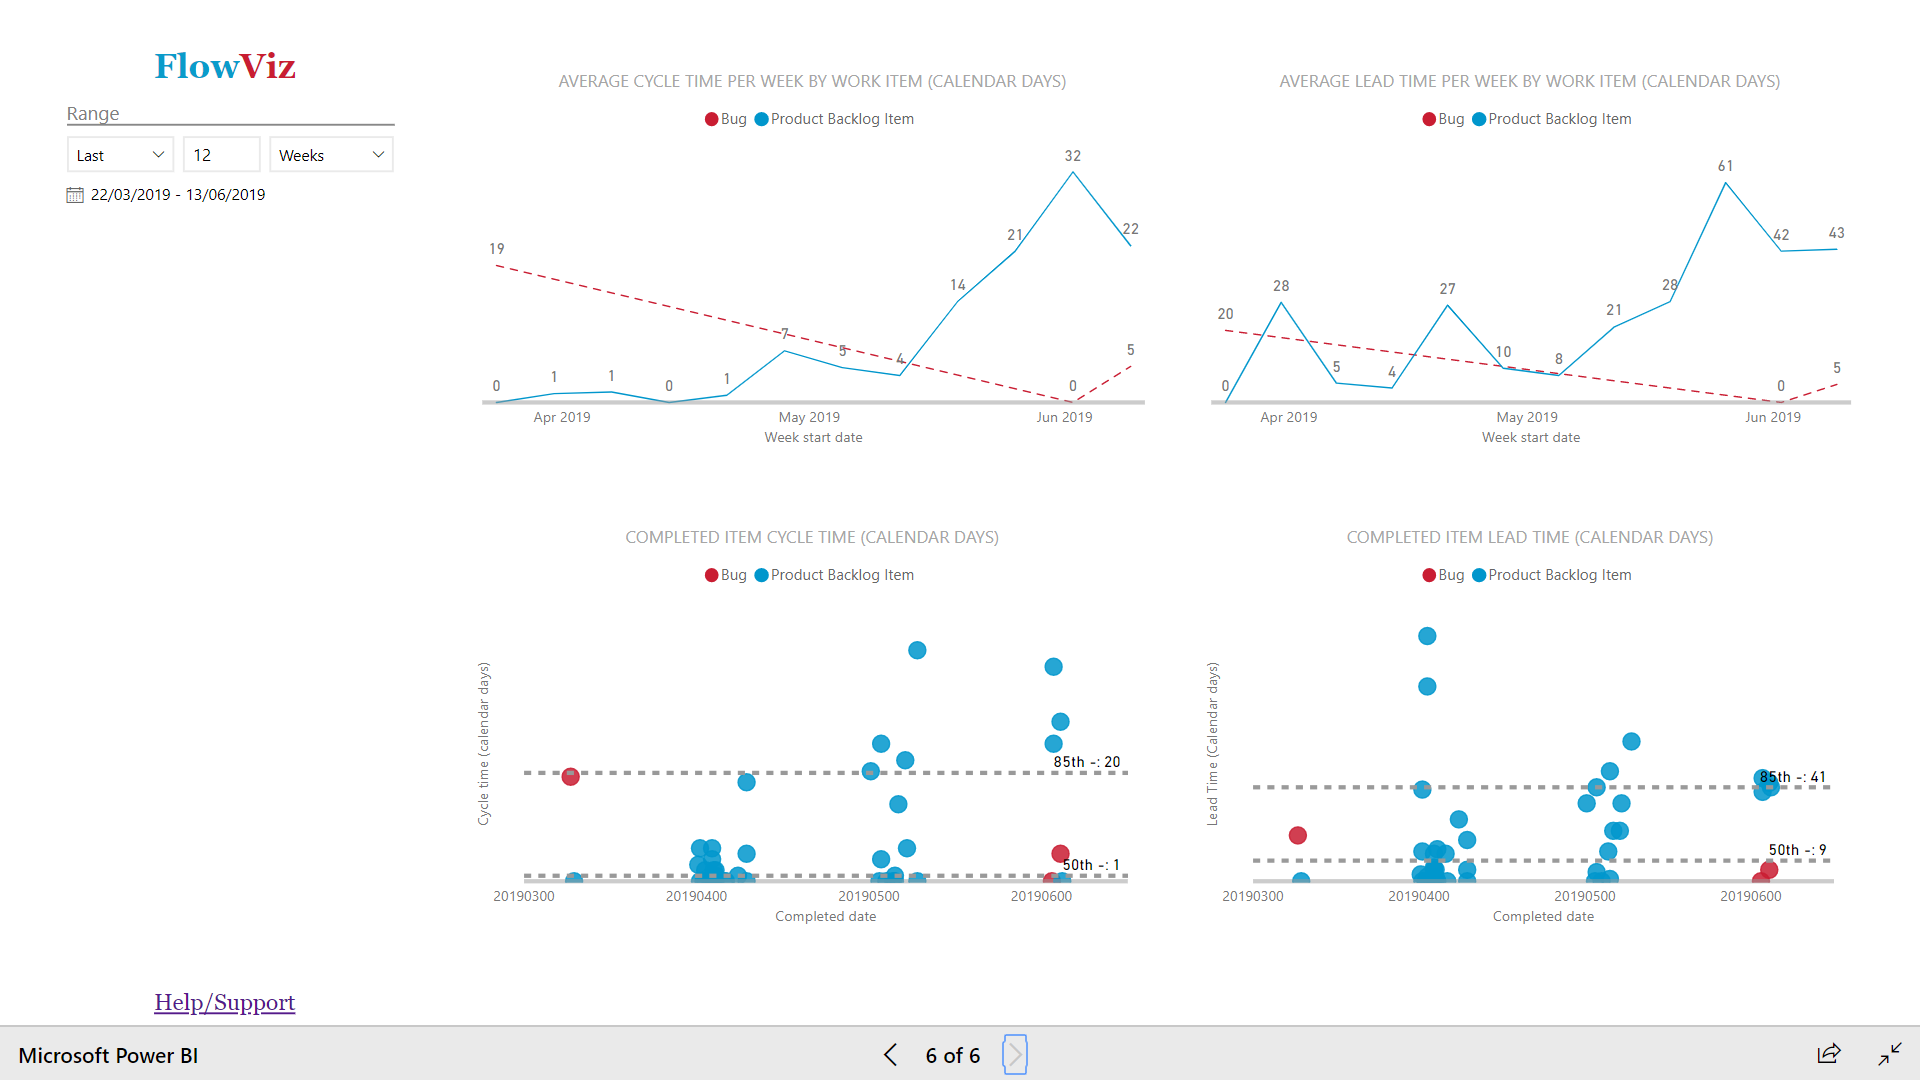 FlowViz
Range
Last 12 Weeks
22/03/2019 - 13/06/2019
AVERAGE CYCLE TIME PER WEEK BY WORK ITEM (CALENDAR DAYS)
Bug Product Backlog Item
32
22
21
19
14
7
5
4
5
0 1 1 0 1 0
Apr 2019 May 2019 Jun 2019
Week start date
AVERAGE LEAD TIME PER WEEK BY WORK ITEM (CALENDAR DAYS)
Bug Product Backlog Item
61
42 43
28 27 28
20 21
10
8
5 4 5
0 0
Apr 2019 May 2019 Jun 2019
Week start date
COMPLETED ITEM CYCLE TIME (CALENDAR DAYS)
Bug Product Backlog Item
Cycle time (calendar days)
85th -: 20
50th -: 1
20190300 20190400 20190500 20190600
Completed date
COMPLETED ITEM LEAD TIME (CALENDAR DAYS)
Bug Product Backlog Item
Lead Time (Calendar days)
85th -: 41
50th -: 9
20190300 20190400 20190500 20190600
Completed date
Help/Support
Microsoft Power BI
6 of 6